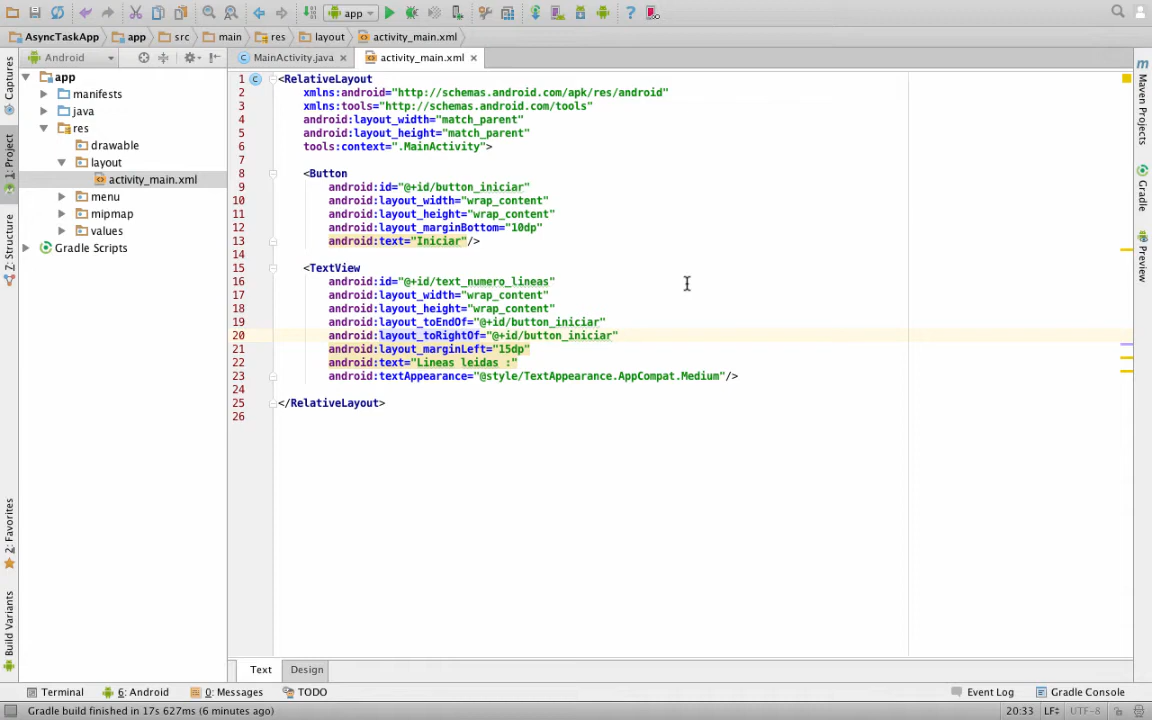 app
AsyncTaskApp app src main res layout activity_main.xml
Android
MainActivity.java
activity_main.xml
Captures
1: Project
Z: Structure
2: Favorites
Build Variants
app
manifests
java
res
drawable
layout
activity_main.xml
menu
mipmap
values
Gradle Scripts
1 <RelativeLayout
2 xmlns:android="http://schemas.android.com/apk/res/android"
3 xmlns:tools="http://schemas.android.com/tools"
4 android:layout_width="match_parent"
5 android:layout_height="match_parent"
6 tools:context=".MainActivity">
7
8 <Button
9 android:id="@+id/button_iniciar"
10 android:layout_width="wrap_content"
11 android:layout_height="wrap_content"
12 android:layout_marginBottom="10dp"
13 android:text="Iniciar"/>
14
15 <TextView
16 android:id="@+id/text_numero_lineas"
17 android:layout_width="wrap_content"
18 android:layout_height="wrap_content"
19 android:layout_toEndOf="@+id/button_iniciar"
20 android:layout_toRightOf="@+id/button_iniciar"
21 android:layout_marginLeft="15dp"
22 android:text="Lineas leidas :"
23 android:textAppearance="@style/TextAppearance.AppCompat.Medium"/>
24
25 </RelativeLayout>
26
Maven Projects
Gradle
Preview
Text Design
Terminal 6: Android 0: Messages TODO Event Log Gradle Console
Gradle build finished in 17s 627ms (6 minutes ago) 20:33 LF÷ UTF-8